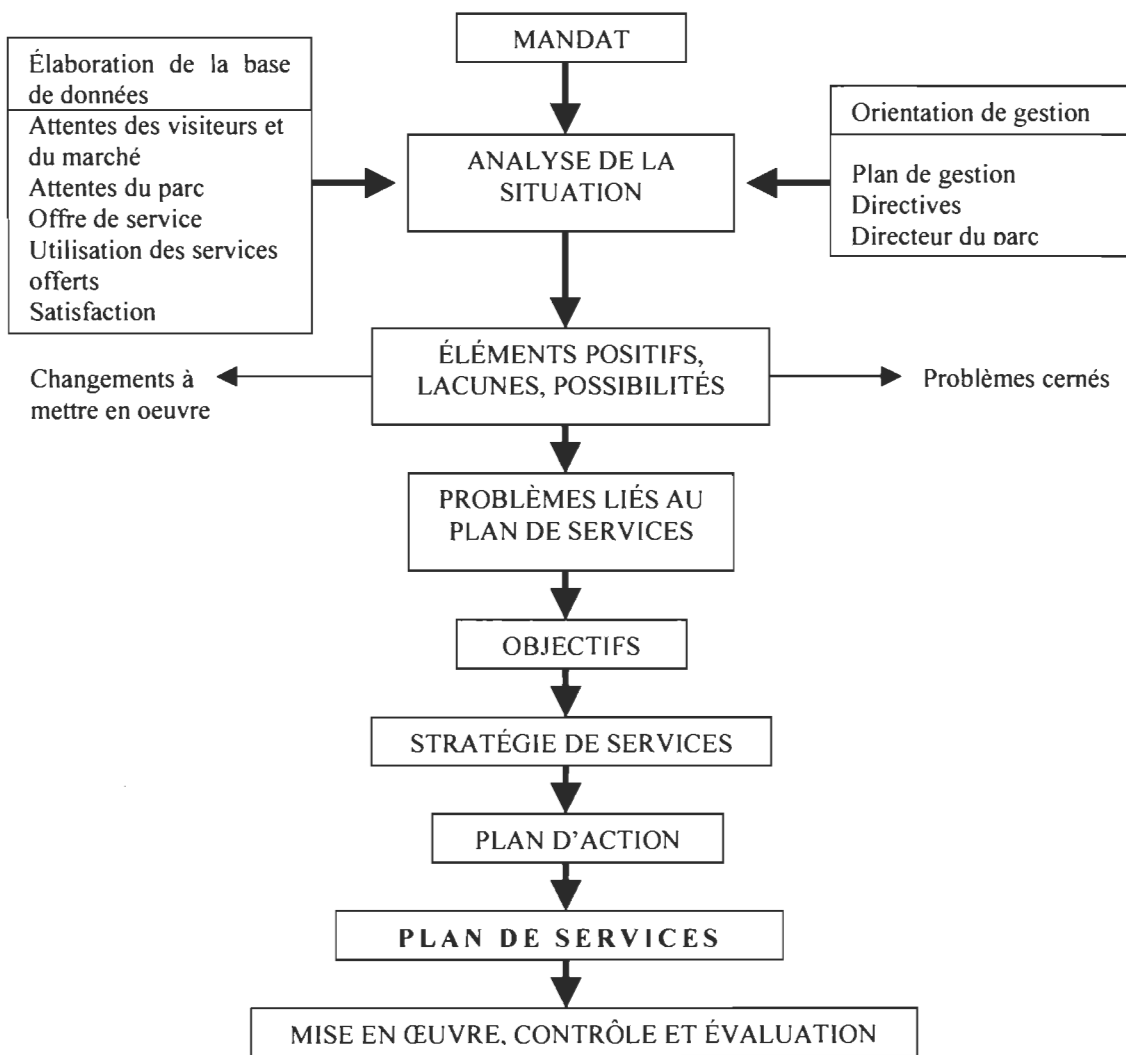 MANDAT
Élaboration de la base
de données
Attentes des visiteurs et
du marché
Attentes du parc
Offre de service
Utilisation des services
offerts
Satisfaction
ANALYSE DE LA
SITUATION
Orientation de gestion
Plan de gestion
Directives
Directeur du parc
ÉLÉMENTS POSITIFS,
LACUNES, POSSIBILITÉS
Changements à
mettre en oeuvre
Problèmes cernés
PROBLÈMES LIÉS AU
PLAN DE SERVICES
OBJECTIFS
STRATÉGIE DE SERVICES
PLAN D'ACTION
PLAN DE SERVICES
MISE EN ŒUVRE, CONTRÔLE ET ÉVALUATION